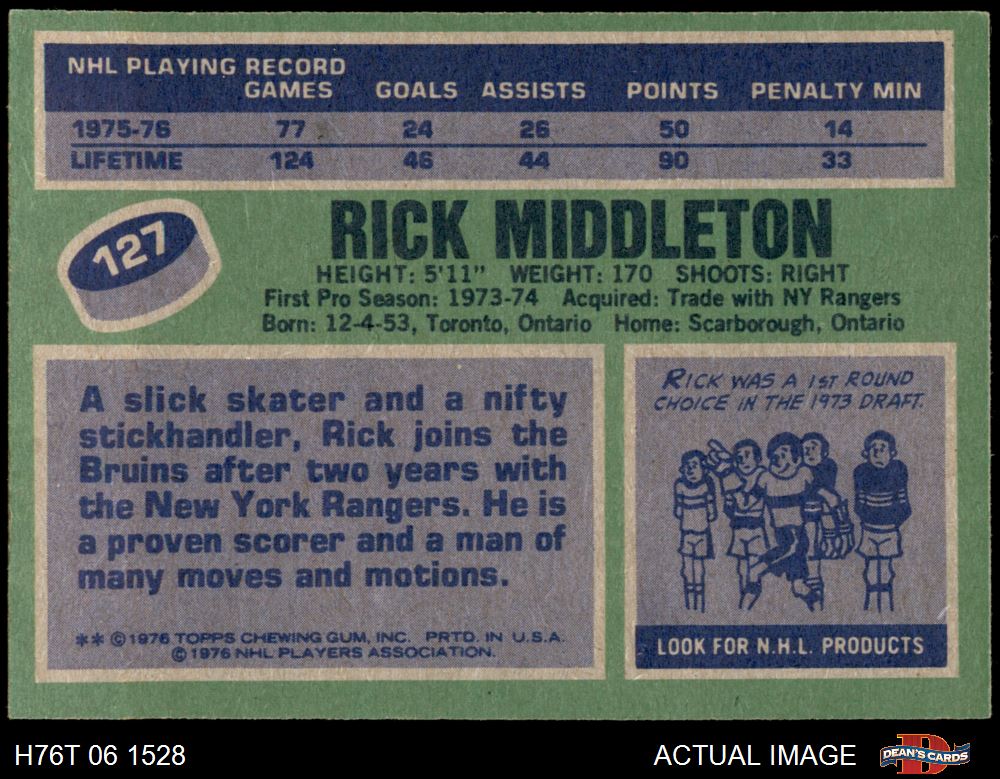 NHL PLAYING RECORD
GAMES GOALS ASSISTS POINTS PENALTY MIN
1975-76 77 24 26 50 14
LIFETIME 124 46 44 90 33
127
RICK MIDDLETON
HEIGHT: 5'11" WEIGHT: 170 SHOOTS: RIGHT
First Pro Season: 1973-74 Acquired: Trade with NY Rangers
Born: 12-4-53, Toronto, Ontario Home: Scarborough, Ontario
A slick skater and a nifty
stickhandler, Rick joins the
Bruins after two years with
the New York Rangers. He is
a proven scorer and a man of
many moves and motions.
** ©1976 TOPPS CHEWING GUM, INC. PRTD. IN U.S.A.
©1976 NHL PLAYERS ASSOCIATION.
RICK WAS A 1ST ROUND
CHOICE IN THE 1973 DRAFT.
LOOK FOR N.H.L. PRODUCTS
H76T 06 1528
ACTUAL IMAGE
DEAN'S CARDS